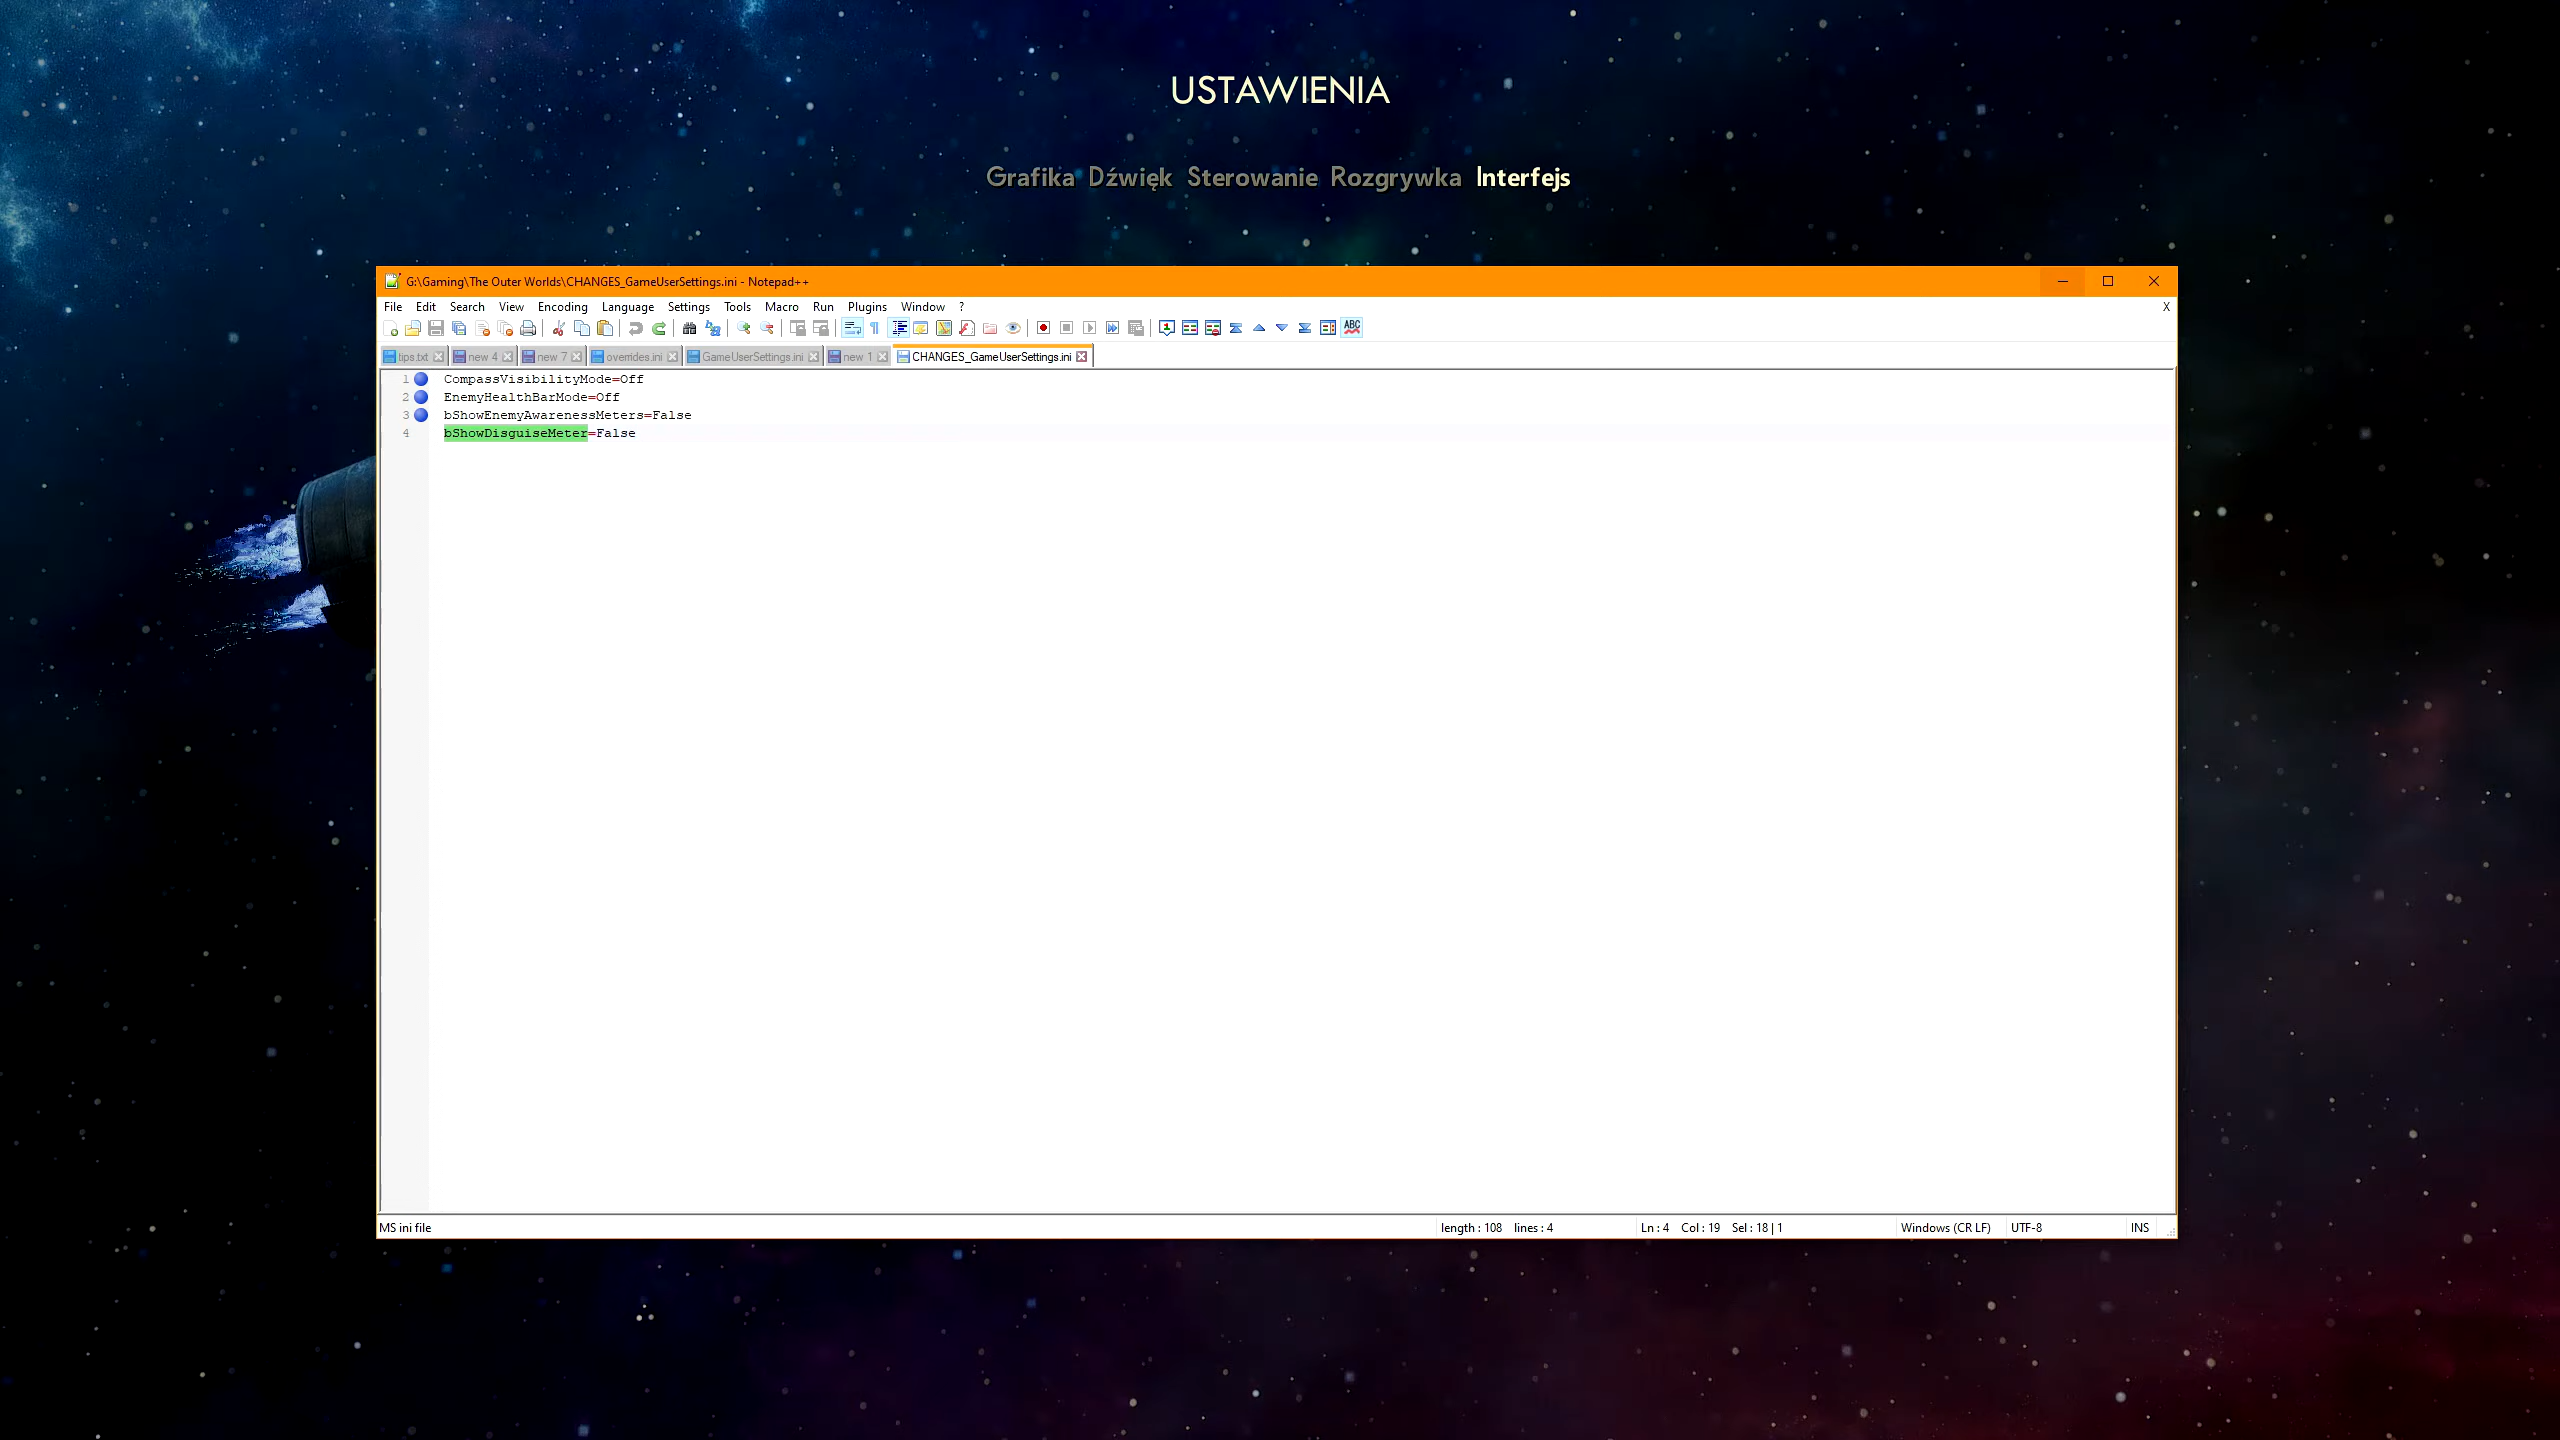 USTAWIENIA
Grafika Dźwięk Sterowanie Rozgrywka Interfejs
G:\Gaming\The Outer Worlds\CHANGES_GameUserSettings.ini - Notepad++
File Edit Search View Encoding Language Settings Tools Macro Run Plugins Window ? X
ABC
tips.txt new 4 new 7 overrides.ini GameUserSettings.ini new 1 CHANGES_GameUserSettings.ini
1 CompassVisibilityMode=Off
2 EnemyHealthBarMode=Off
3 bShowEnemyAwarenessMeters=False
4 bShowDisguiseMeter=False
MS ini file length : 108 lines : 4 Ln : 4 Col : 19 Sel : 18 | 1 Windows (CR LF) UTF-8 INS